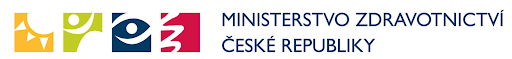 MINISTERSTVO ZDRAVOTNICTVÍ
ČESKÉ REPUBLIKY